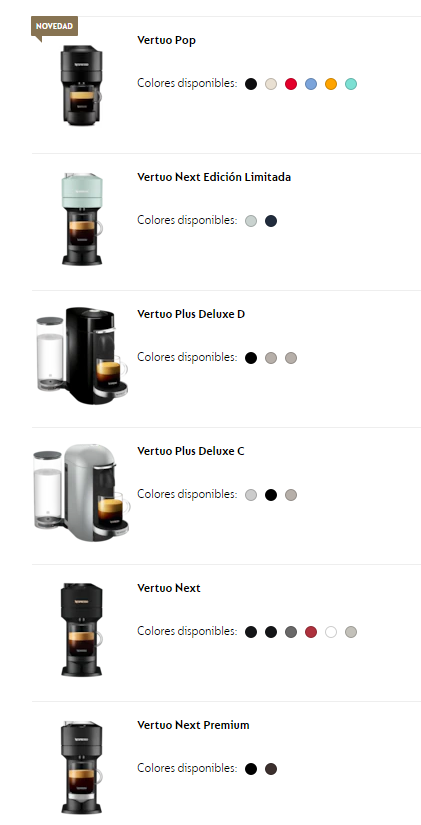 NOVEDAD
Vertuo Pop
Colores disponibles:
Vertuo Next Edición Limitada
Colores disponibles:
Vertuo Plus Deluxe D
Colores disponibles:
Vertuo Plus Deluxe C
Colores disponibles:
Vertuo Next
Colores disponibles:
Vertuo Next Premium
Colores disponibles: